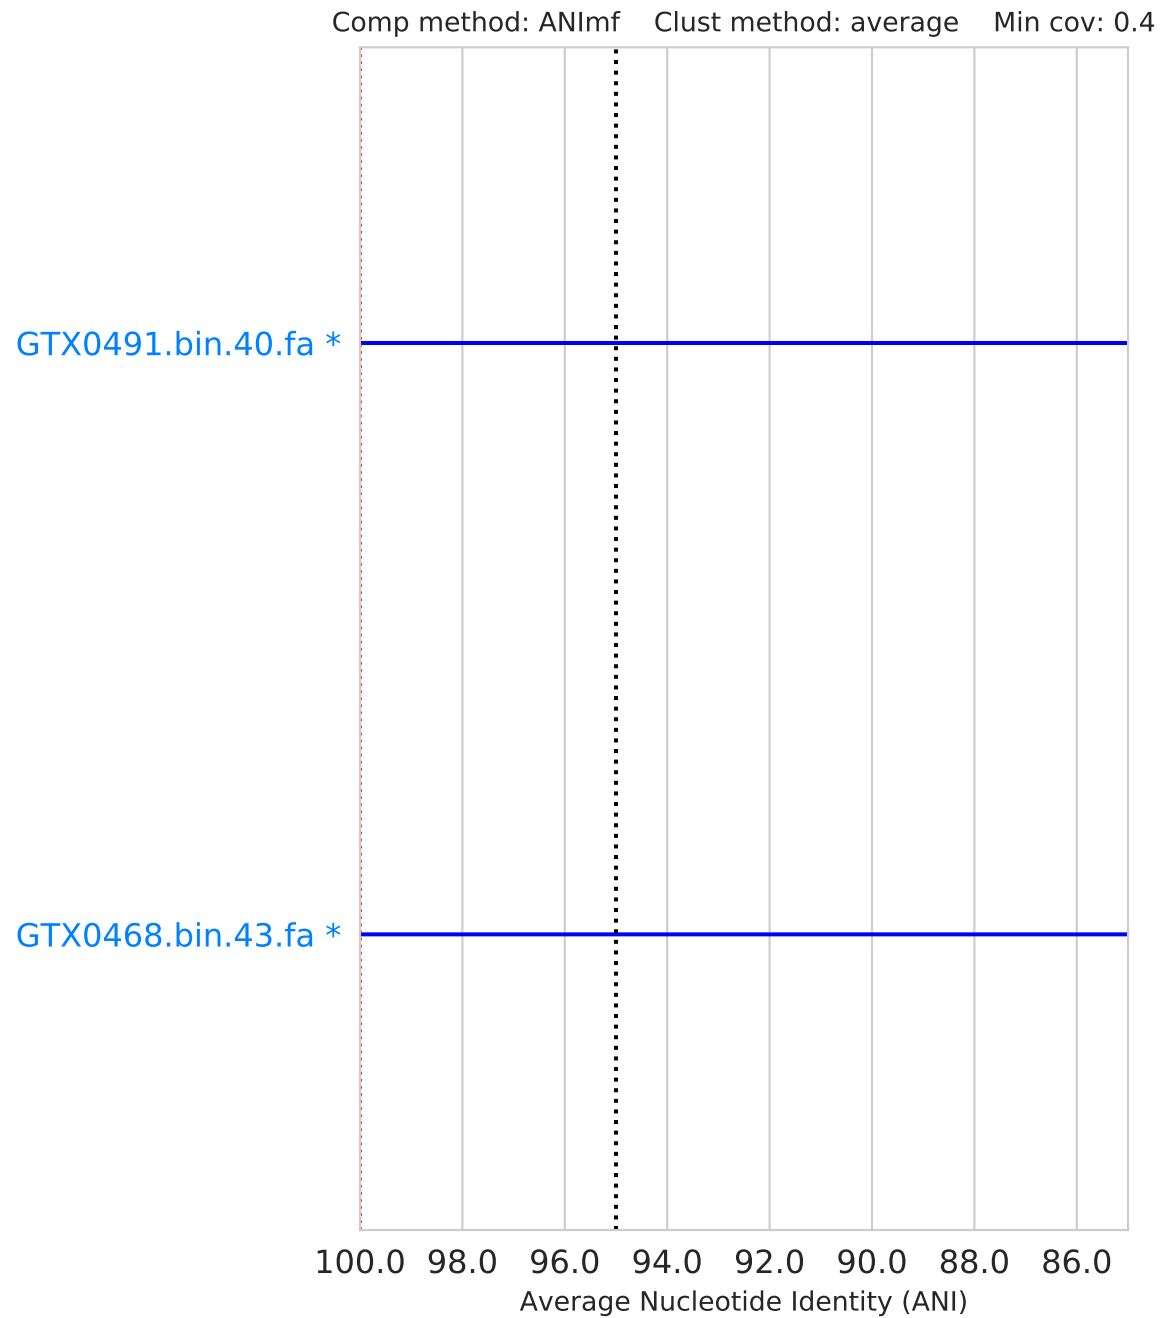 Comp method: ANImf    Clust method: average    Min cov: 0.4
GTX0491.bin.40.fa *
GTX0468.bin.43.fa *
100.0 98.0 96.0 94.0 92.0 90.0 88.0 86.0
Average Nucleotide Identity (ANI)